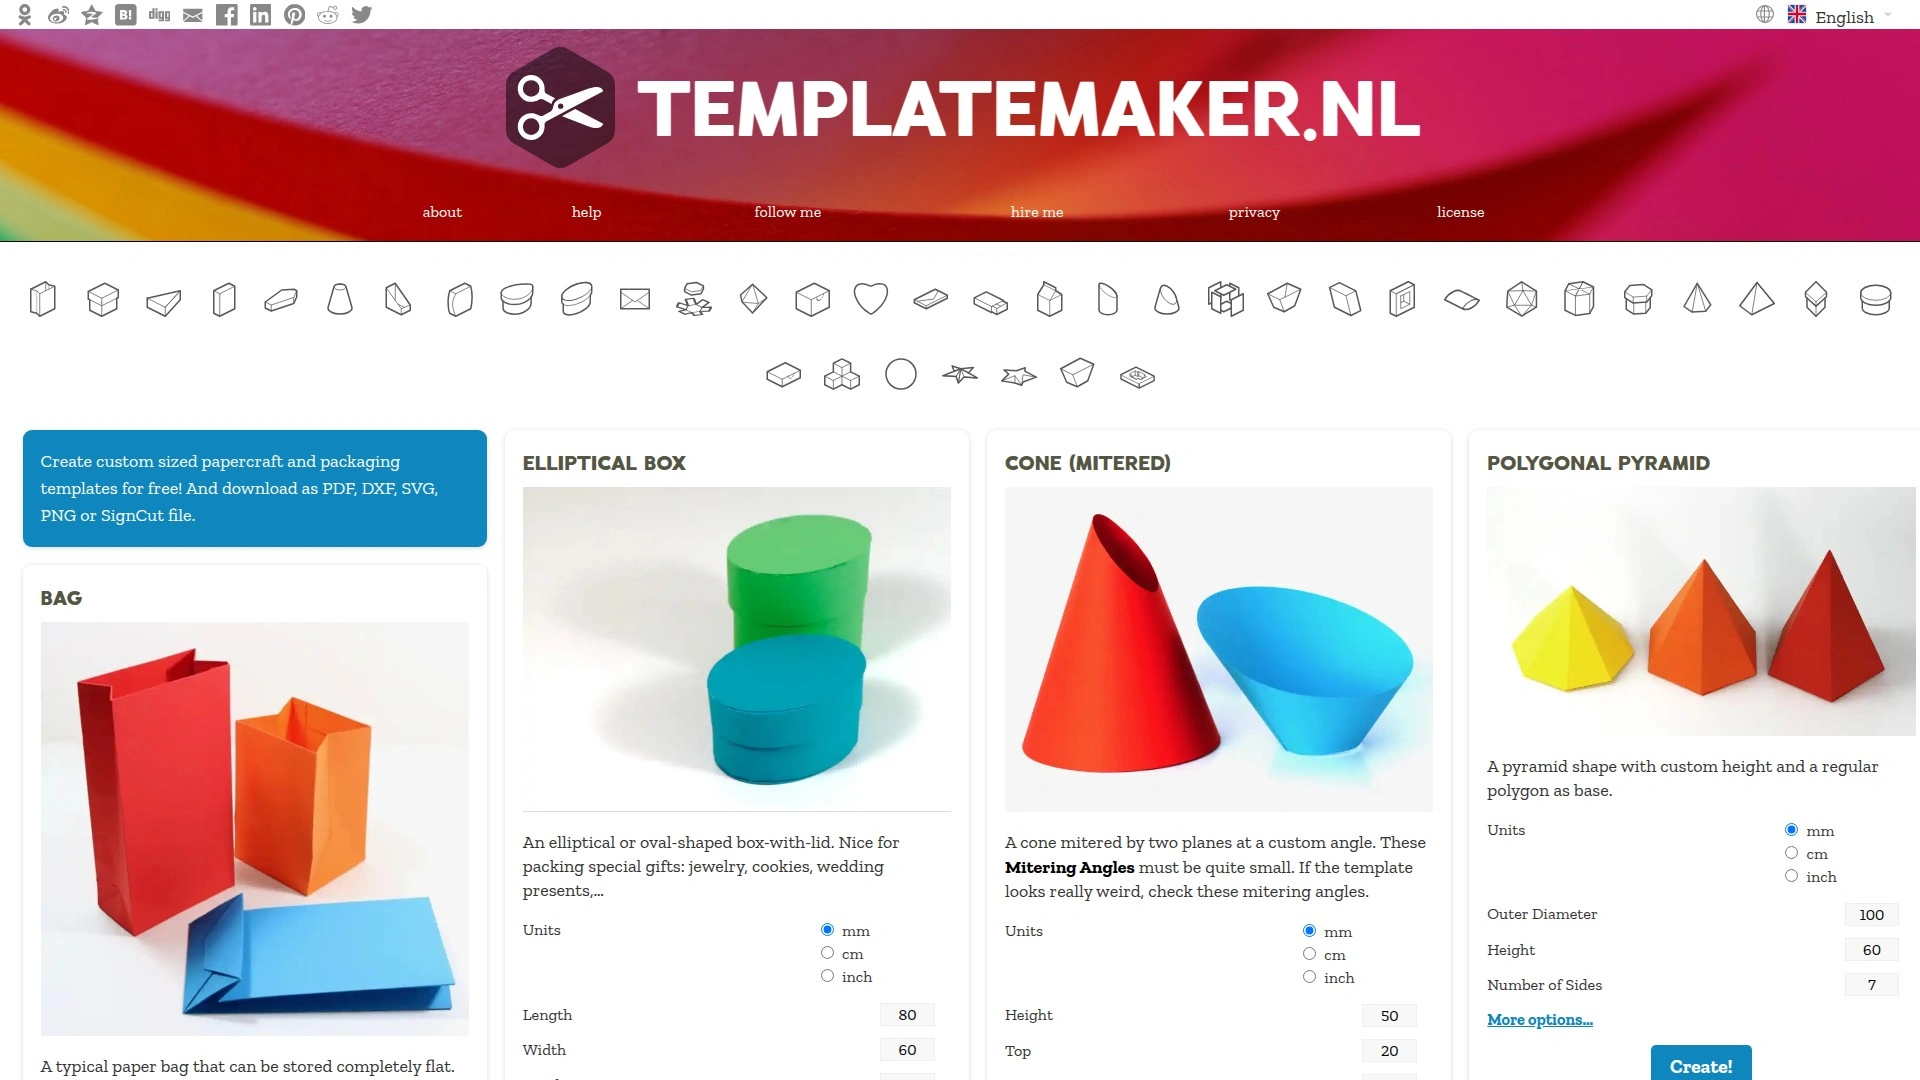 B!
digg
English
TEMPLATEMAKER.NL
about
help
follow me
hire me
privacy
license
Create custom sized papercraft and packaging
templates for free! And download as PDF, DXF, SVG,
PNG or SignCut file.
BAG
A typical paper bag that can be stored completely flat.
ELLIPTICAL BOX
An elliptical or oval-shaped box-with-lid. Nice for
packing special gifts: jewelry, cookies, wedding
presents,...
Units
mm
cm
inch
Length 80
Width 60
CONE (MITERED)
A cone mitered by two planes at a custom angle. These
Mitering Angles must be quite small. If the template
looks really weird, check these mitering angles.
Units
mm
cm
inch
Height 50
Top 20
POLYGONAL PYRAMID
A pyramid shape with custom height and a regular
polygon as base.
Units
mm
cm
inch
Outer Diameter 100
Height 60
Number of Sides 7
More options...
Create!